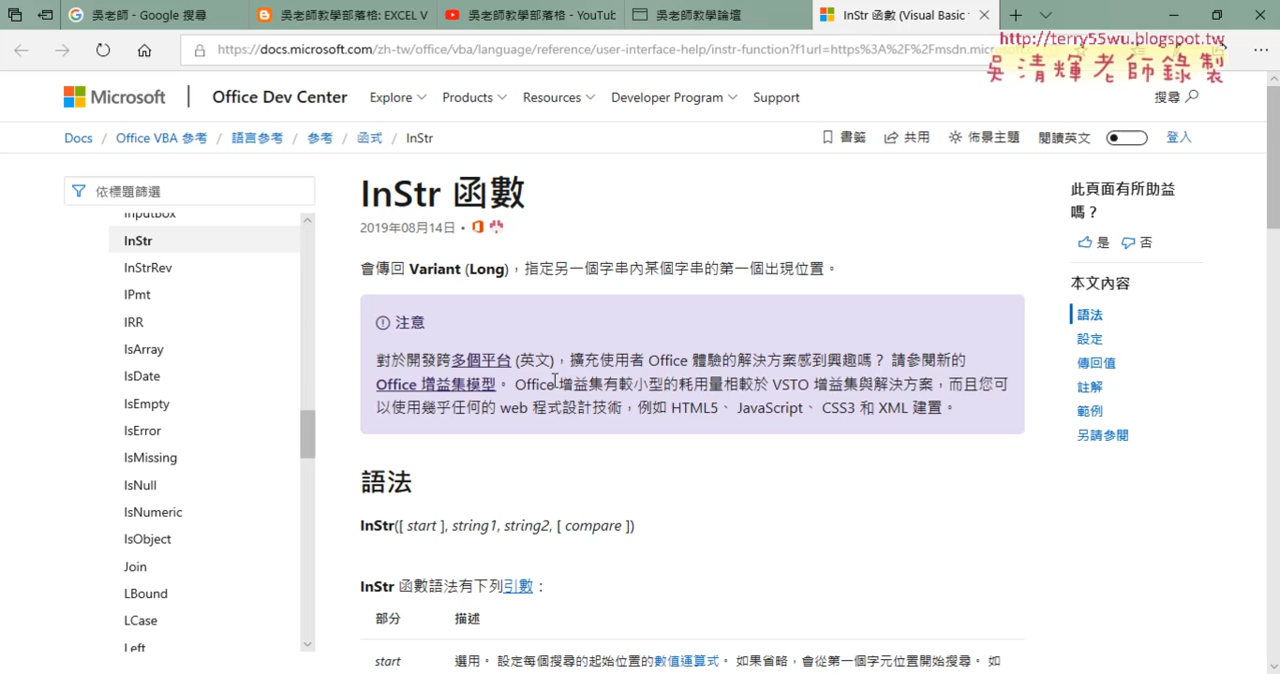 吳老師 - Google 搜尋
吳老師教學部落格: EXCEL V
吳老師教學部落格 - YouTub
吳老師教學論壇
InStr 函數 (Visual Basic
https://docs.microsoft.com/zh-tw/office/vba/language/reference/user-interface-help/instr-function?f1url=https%3A%2F%2Fmsdn.micr
http://terry55wu.blogspot.tw
吳清輝老師錄製
Microsoft
Office Dev Center
Explore
Products
Resources
Developer Program
Support
搜尋
Docs / Office VBA 參考 / 語言參考 / 參考 / 函式 / InStr
書籤
共用
佈景主題
閱讀英文
登入
依標題篩選
InputBox
InStr
InStrRev
IPmt
IRR
IsArray
IsDate
IsEmpty
IsError
IsMissing
IsNull
IsNumeric
IsObject
Join
LBound
LCase
Left
InStr 函數
2019年08月14日 •
會傳回 Variant (Long)，指定另一個字串內某個字串的第一個出現位置。
注意
對於開發跨多個平台 (英文)，擴充使用者 Office 體驗的解決方案感到興趣嗎？ 請參閱新的
Office 增益集模型。 Office 增益集有較小型的耗用量相較於 VSTO 增益集與解決方案，而且您可
以使用幾乎任何的 web 程式設計技術，例如 HTML5、 JavaScript、 CSS3 和 XML 建置。
語法
InStr([ start ], string1, string2, [ compare ])
InStr 函數語法有下列引數：
部分 描述
start 選用。 設定每個搜尋的起始位置的數值運算式。 如果省略，會從第一個字元位置開始搜尋。 如
此頁面有所助益
嗎？
是 否
本文內容
語法
設定
傳回值
註解
範例
另請參閱